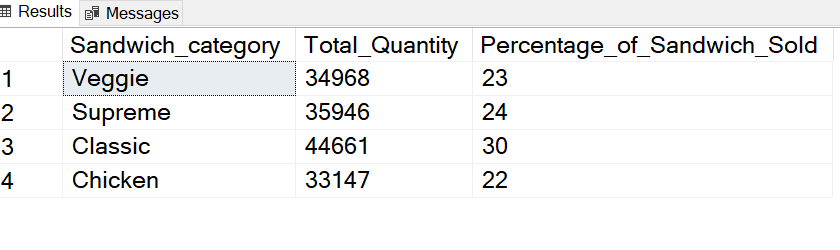 Results Messages
Sandwich_category Total_Quantity Percentage_of_Sandwich_Sold
1 Veggie 34968 23
2 Supreme 35946 24
3 Classic 44661 30
4 Chicken 33147 22